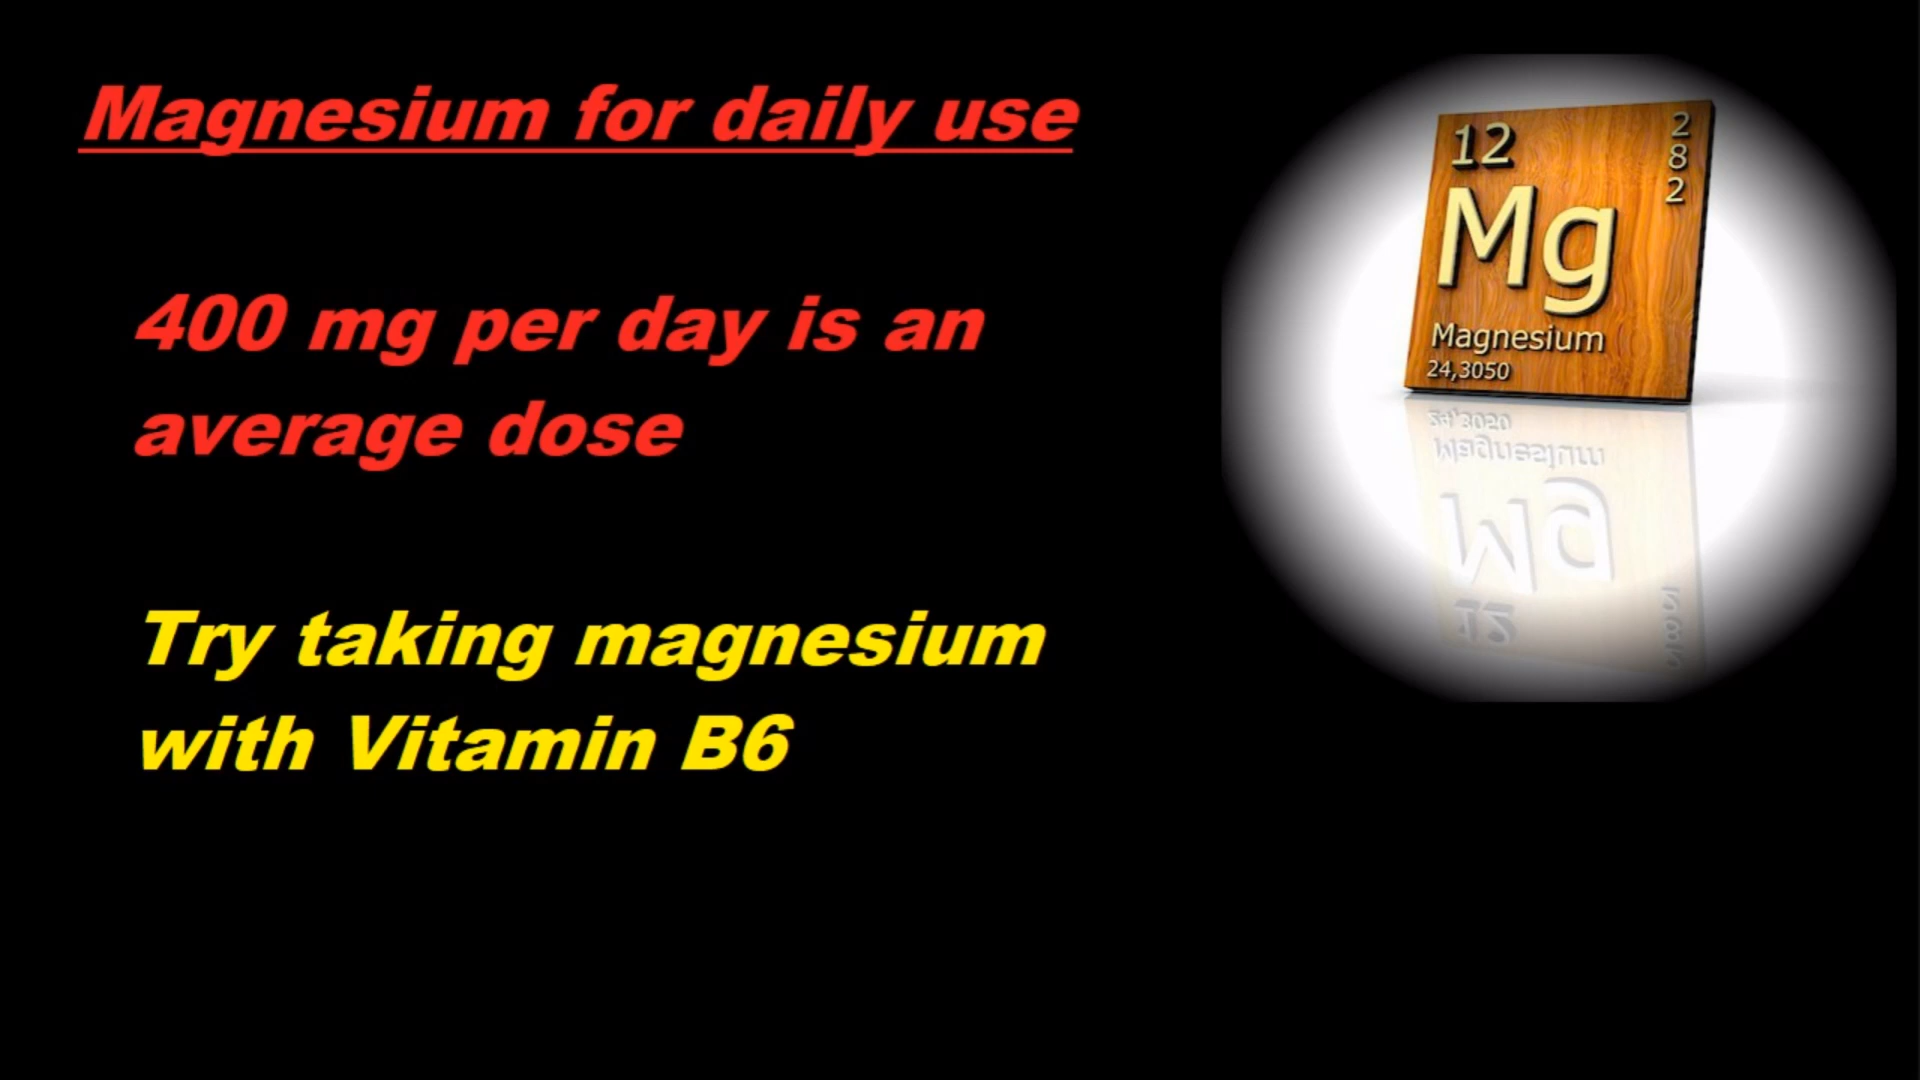 Magnesium for daily use
400 mg per day is an
average dose
Try taking magnesium
with Vitamin B6
12
2
8
2
Mg
Magnesium
24,3050